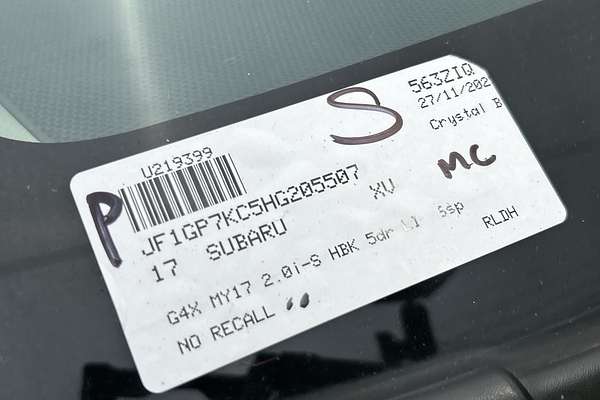 563ZIQ
27/11/202
U219399
S
Crystal B
P
JF1GP7KC5HG205507
XV
MC
17 SUBARU
G4X MY17 2.0i-S HBK 5dr 6sp
RLDH
NO RECALL